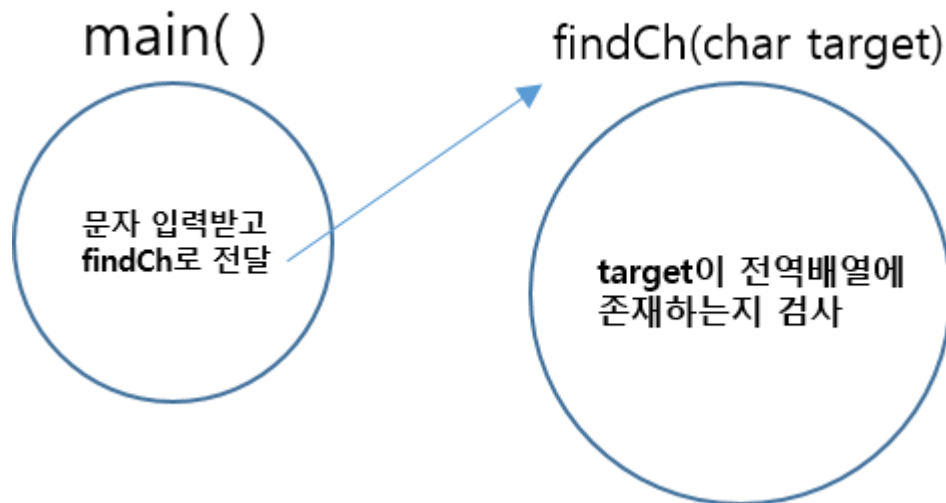 main( )
findCh(char target)
문자 입력받고
findCh로 전달
target이 전역배열에
존재하는지 검사